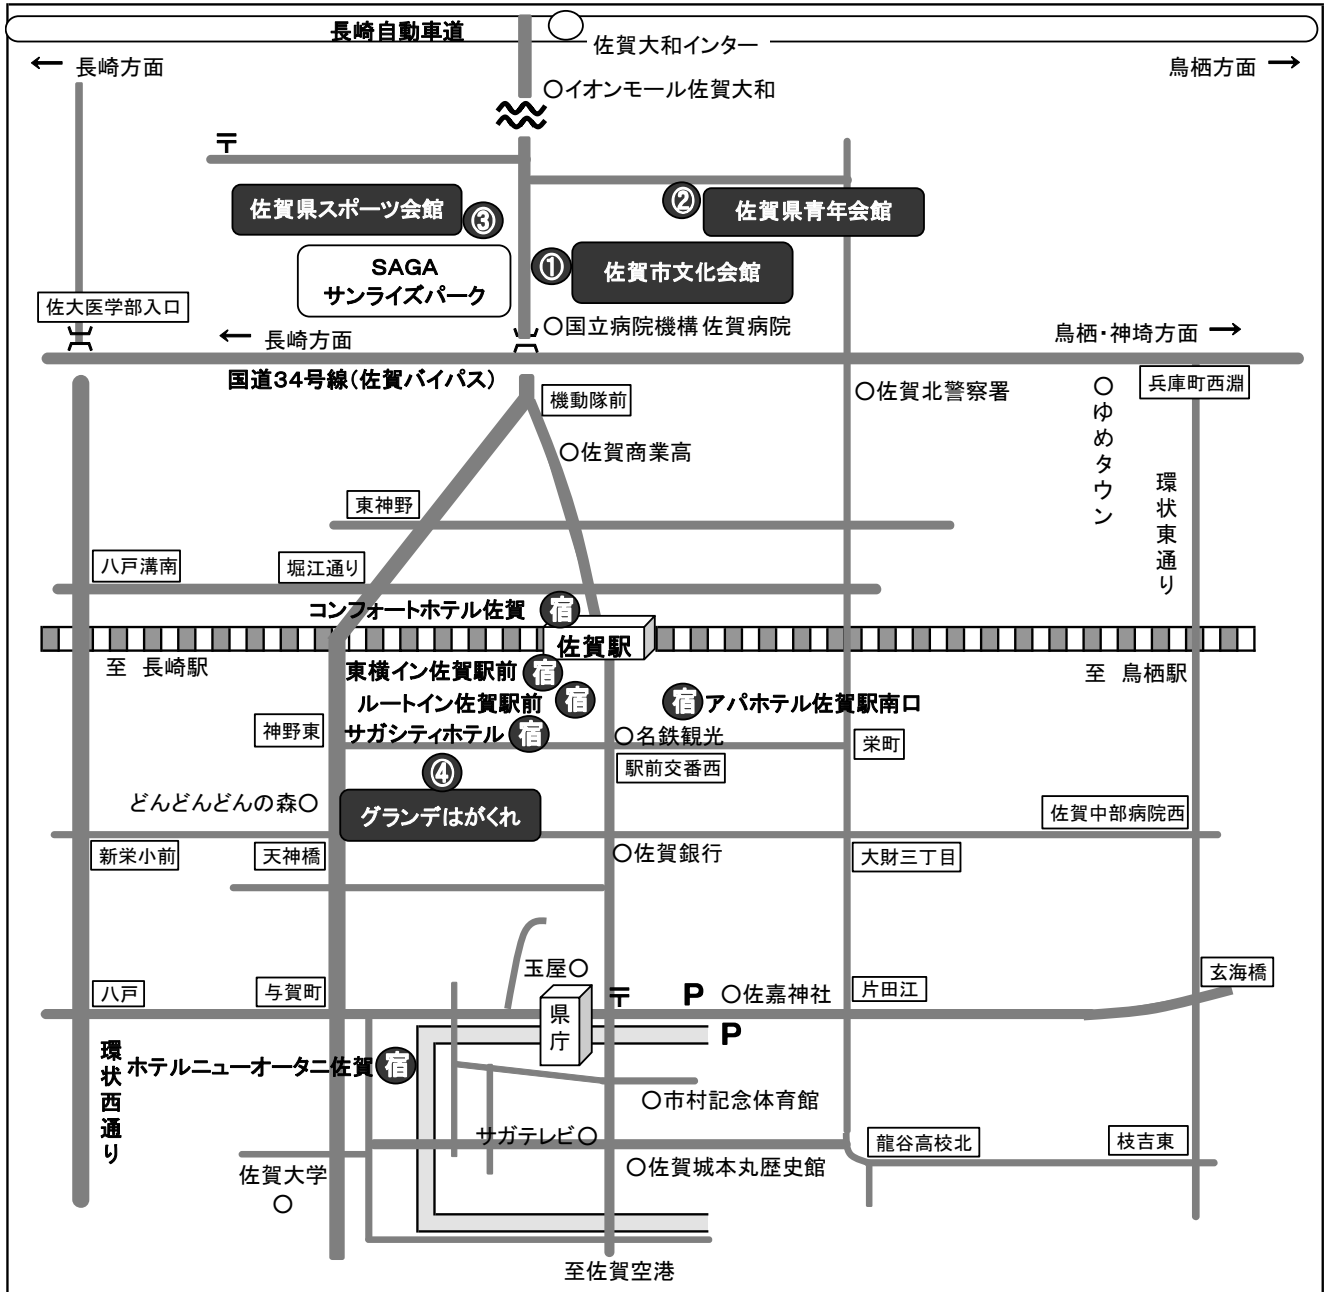 長崎自動車道
佐賀大和インター
← 長崎方面
鳥栖方面 →
○イオンモール佐賀大和
〒
佐賀県スポーツ会館
③
②
佐賀県青年会館
SAGA
サンライズパーク
①
佐賀市文化会館
佐大医学部入口
○国立病院機構 佐賀病院
← 長崎方面
鳥栖・神埼方面 →
国道34号線(佐賀バイパス)
機動隊前
○佐賀北警察署
○ゆめタウン
兵庫町西淵
○佐賀商業高
環状東通り
東神野
八戸溝南
堀江通り
コンフォートホテル佐賀
宿
佐賀駅
至 長崎駅
東横イン佐賀駅前
宿
至 鳥栖駅
ルートイン佐賀駅前
宿
宿
アパホテル佐賀駅南口
神野東
サガシティホテル
宿
○名鉄観光
栄町
駅前交番西
④
どんどんどんの森○
グランデはがくれ
佐賀中部病院西
新栄小前
天神橋
○佐賀銀行
大財三丁目
玉屋○
玄海橋
八戸
与賀町
県庁
〒
P
○佐嘉神社
片田江
P
環状西通り
ホテルニューオータニ佐賀
宿
○市村記念体育館
サガテレビ○
龍谷高校北
枝吉東
佐賀大学
○
○佐賀城本丸歴史館
至佐賀空港